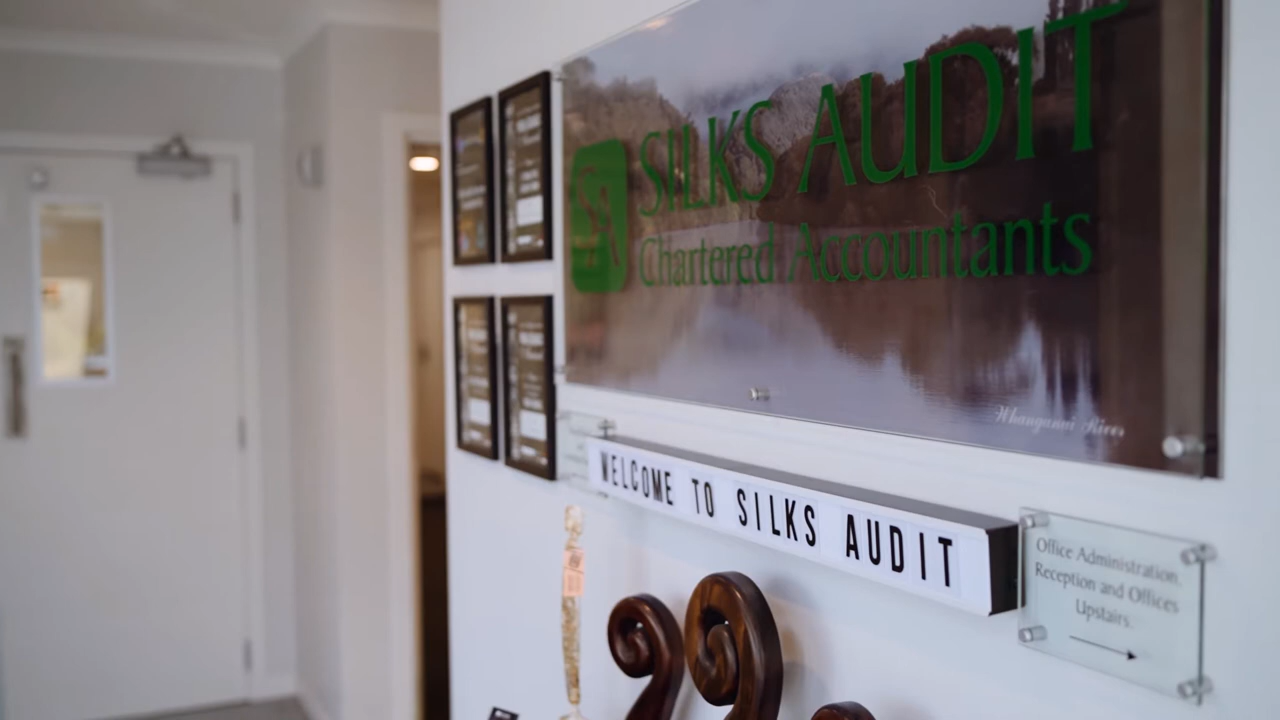 SILKS AUDIT
Chartered Accountants
Whanganui River
WELCOME TO SILKS AUDIT
Office Administration,
Reception and Offices
Upstairs